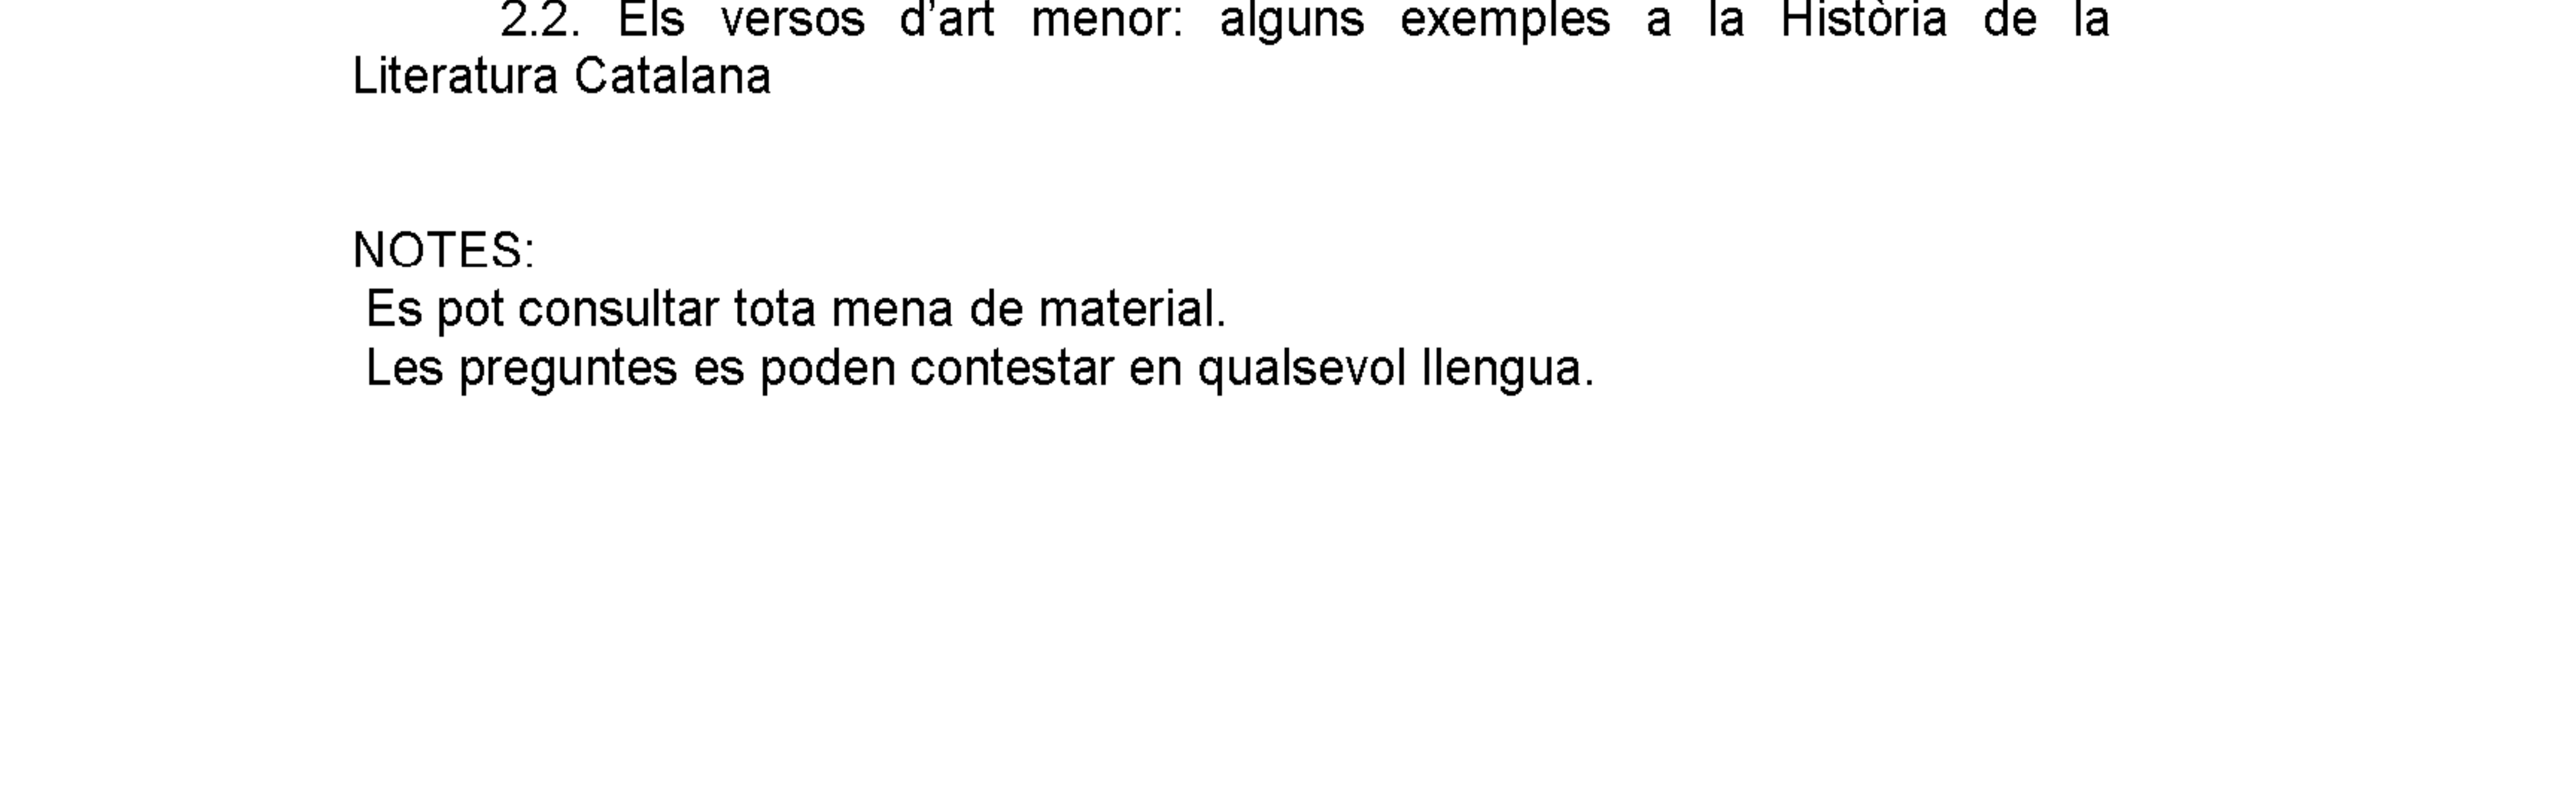 2.2. Els versos d’art menor: alguns exemples a la Història de la
Literatura Catalana
NOTES:
Es pot consultar tota mena de material.
Les preguntes es poden contestar en qualsevol llengua.